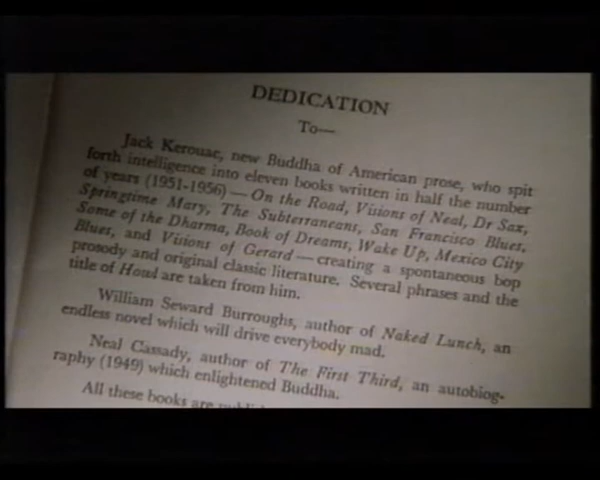 DEDICATION
To—
Jack Kerouac, new Buddha of American prose, who spit
forth intelligence into eleven books written in half the number
of years (1951-1956) — On the Road, Visions of Neal, Dr Sax,
Springtime Mary, The Subterraneans, San Francisco Blues,
Some of the Dharma, Book of Dreams, Wake Up, Mexico City
Blues, and Visions of Gerard — creating a spontaneous bop
prosody and original classic literature. Several phrases and the
title of Howl are taken from him.
William Seward Burroughs, author of Naked Lunch, an
endless novel which will drive everybody mad.
Neal Cassady, author of The First Third, an autobiog-
raphy (1949) which enlightened Buddha.
All these books are